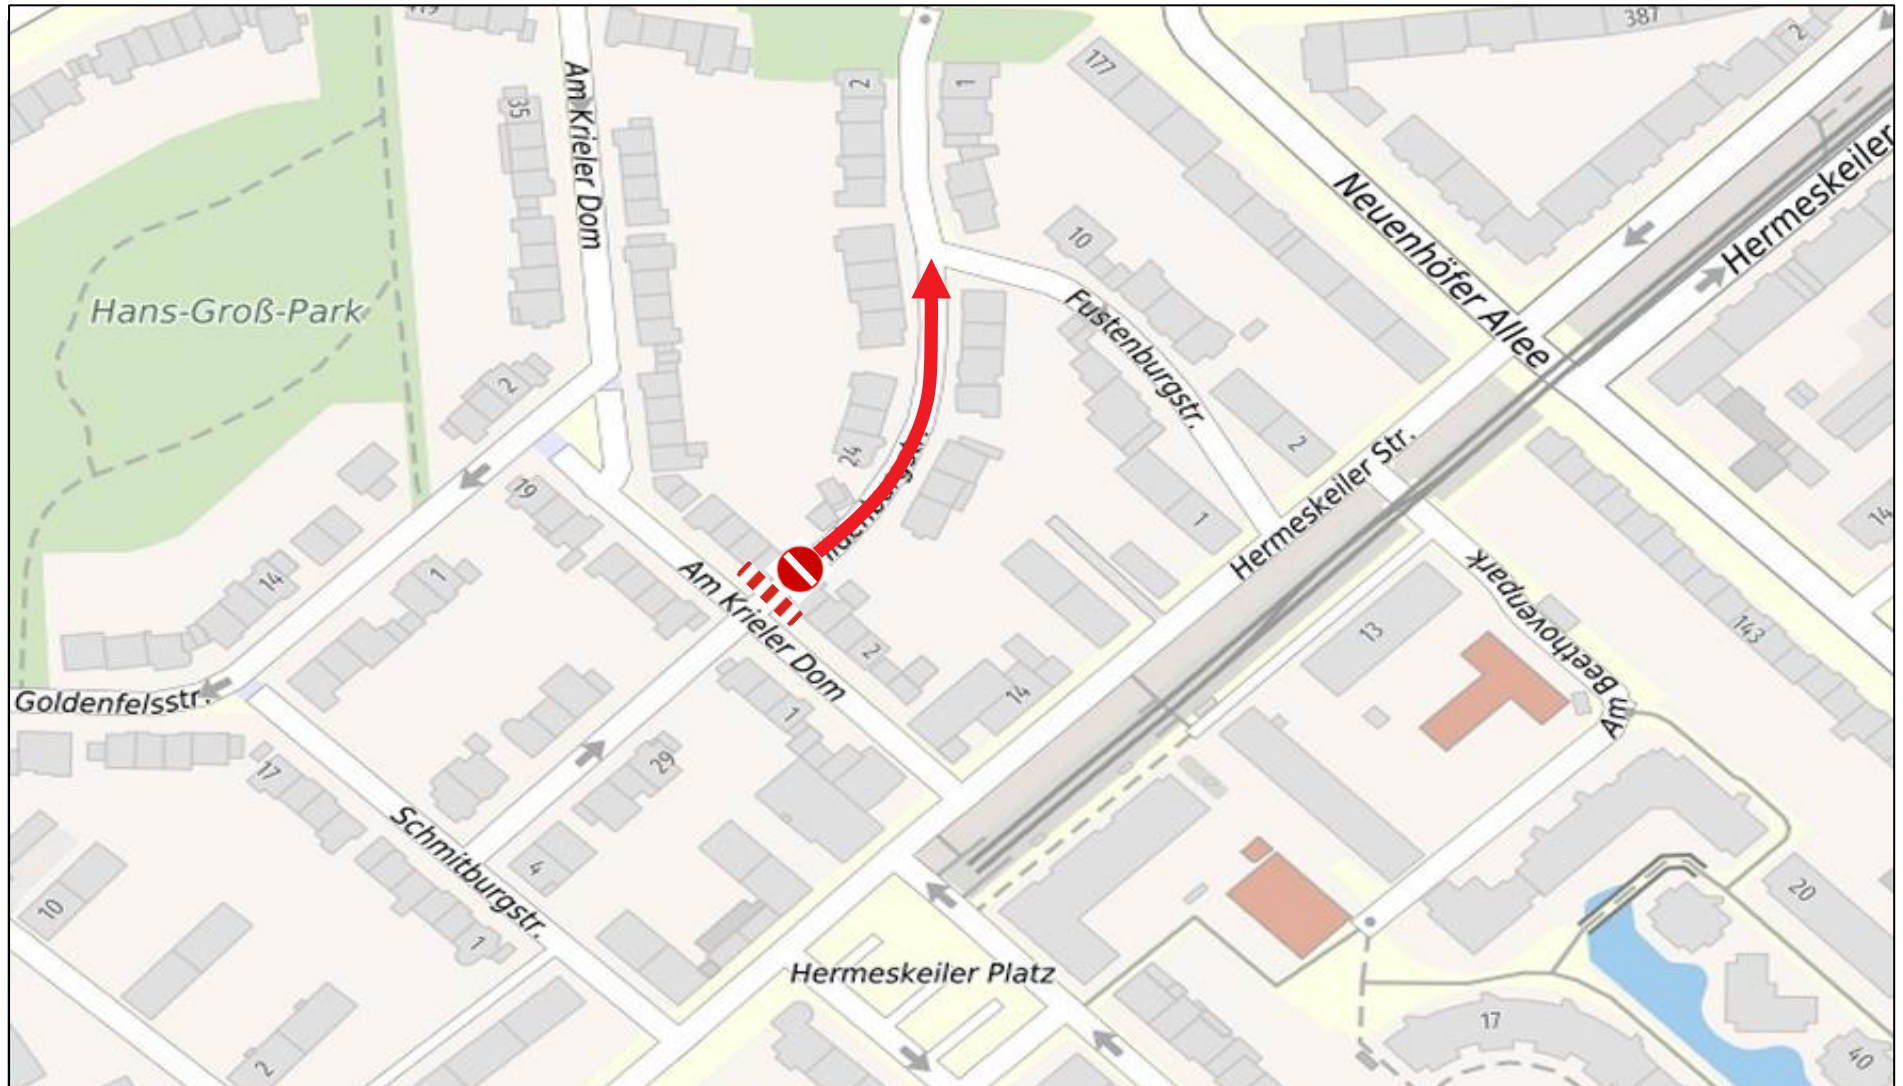 387
2
177
2
1
35
Am Krieler Dom
Hermeskeiler
Neuenhöfer Allee
10
Hans-Groß-Park
Fustenburgstr.
2
2
24
Hermeskeiler Str.
19
1
14
Am Krieler Dom
14
1
13
143
Am Beethovenpark
2
Goldenfelsstr.
14
1
29
17
Schmitburgstr.
4
20
10
1
Hermeskeiler Platz
17
40
2